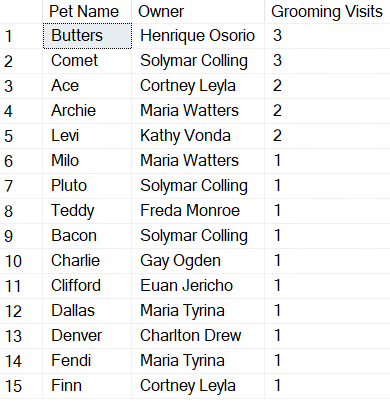 Pet Name Owner Grooming Visits
1 Butters Henrique Osorio 3
2 Comet Solymar Colling 3
3 Ace Cortney Leyla 2
4 Archie Maria Watters 2
5 Levi Kathy Vonda 2
6 Milo Maria Watters 1
7 Pluto Solymar Colling 1
8 Teddy Freda Monroe 1
9 Bacon Solymar Colling 1
10 Charlie Gay Ogden 1
11 Clifford Euan Jericho 1
12 Dallas Maria Tyrina 1
13 Denver Charlton Drew 1
14 Fendi Maria Tyrina 1
15 Finn Cortney Leyla 1